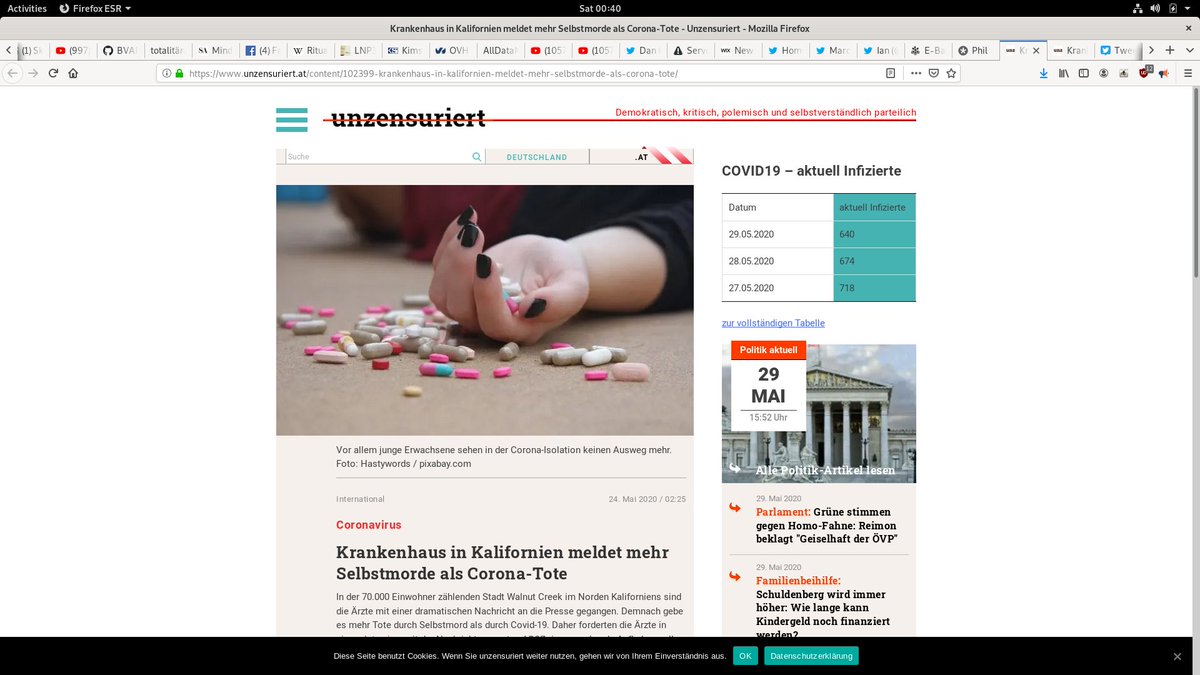 Activities Firefox ESR Sat 00:40
Krankenhaus in Kalifornien meldet mehr Selbstmorde als Corona-Tote - Unzensuriert - Mozilla Firefox
(1) Sk (997 BVAI totalitär Mind (4) F Ritua LNP3 Kims OVH AllData (105 (105 Dan Serv New Hom Marc Ian ( E-Ba Phil Kr Kran Twe
https://www.unzensuriert.at/content/102399-krankenhaus-in-kalifornien-meldet-mehr-selbstmorde-als-corona-tote/
unzensuriert
Demokratisch, kritisch, polemisch und selbstverständlich parteilich
Suche DEUTSCHLAND .AT
Vor allem junge Erwachsene sehen in der Corona-Isolation keinen Ausweg mehr.
Foto: Hastywords / pixabay.com
International 24. Mai 2020 / 02:25
Coronavirus
Krankenhaus in Kalifornien meldet mehr
Selbstmorde als Corona-Tote
In der 70.000 Einwohner zählenden Stadt Walnut Creek im Norden Kaliforniens sind
die Ärzte mit einer dramatischen Nachricht an die Presse gegangen. Demnach gebe
es mehr Tote durch Selbstmord als durch Covid-19. Daher forderten die Ärzte in
COVID19 – aktuell Infizierte
Datum aktuell Infizierte
29.05.2020 640
28.05.2020 674
27.05.2020 718
zur vollständigen Tabelle
Politik aktuell
29
MAI
15:52 Uhr
Alle Politik-Artikel lesen
29. Mai 2020
Parlament: Grüne stimmen
gegen Homo-Fahne: Reimon
beklagt "Geiselhaft der ÖVP"
29. Mai 2020
Familienbeihilfe:
Schuldenberg wird immer
höher: Wie lange kann
Kindergeld noch finanziert
werden?
Diese Seite benutzt Cookies. Wenn Sie unzensuriert weiter nutzen, gehen wir von Ihrem Einverständnis aus. OK Datenschutzerklärung